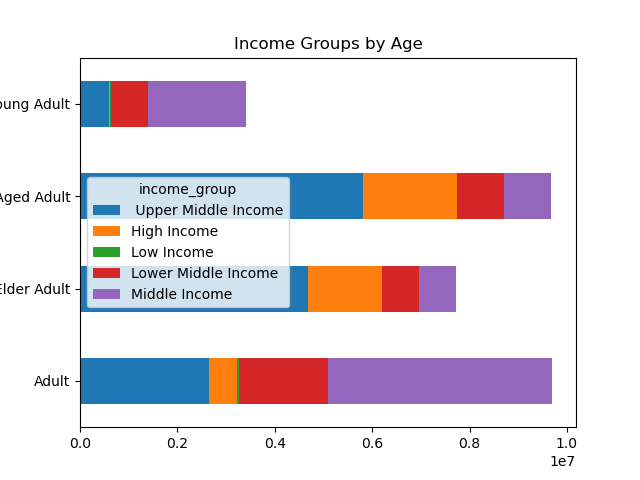 Income Groups by Age
oung Adult
Aged Adult
Elder Adult
Adult
income_group
Upper Middle Income
High Income
Low Income
Lower Middle Income
Middle Income
0.0 0.2 0.4 0.6 0.8 1.0
1e7